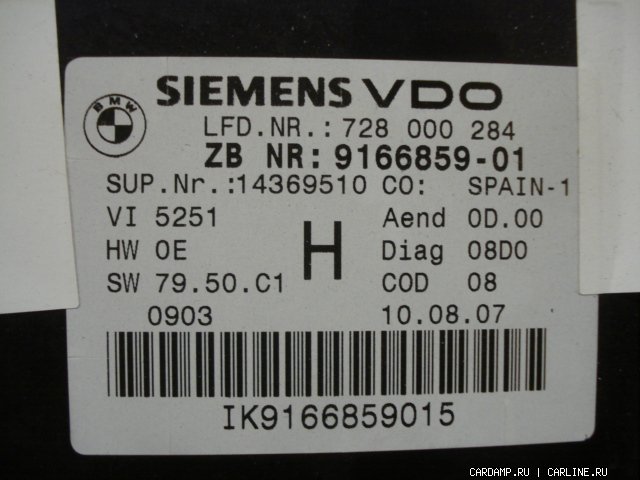 BMW
SIEMENS VDO
LFD.NR.: 728 000 284
ZB NR: 9166859-01
SUP.Nr.:14369510 CO: SPAIN-1
VI 5251 Aend 0D.00
HW 0E H Diag 08D0
SW 79.50.C1 COD 08
0903 10.08.07
IK9166859015
CARDAMP.RU | CARLINE.RU